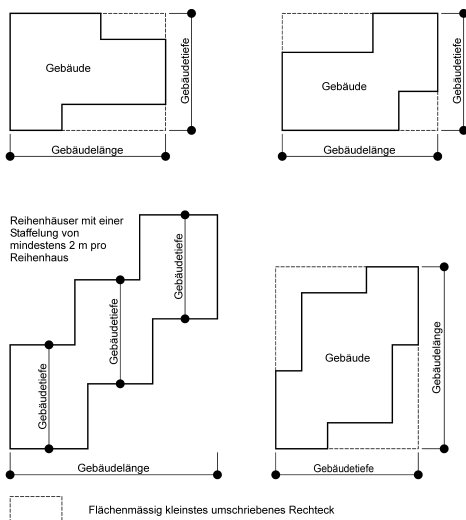 Gebäude
Gebäudetiefe
Gebäudelänge
Gebäude
Gebäudetiefe
Gebäudelänge
Reihenhäuser mit einer
Staffelung von
mindestens 2 m pro
Reihenhaus
Gebäudetiefe
Gebäudetiefe
Gebäudetiefe
Gebäudelänge
Gebäude
Gebäudelänge
Gebäudetiefe
Flächenmässig kleinstes umschriebenes Rechteck